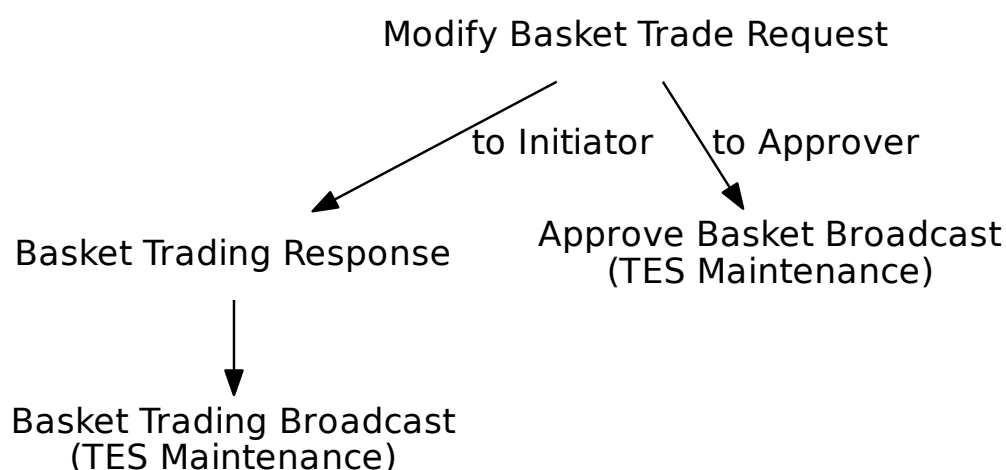 Modify Basket Trade Request
to Initiator
to Approver
Basket Trading Response
Approve Basket Broadcast
(TES Maintenance)
Basket Trading Broadcast
(TES Maintenance)